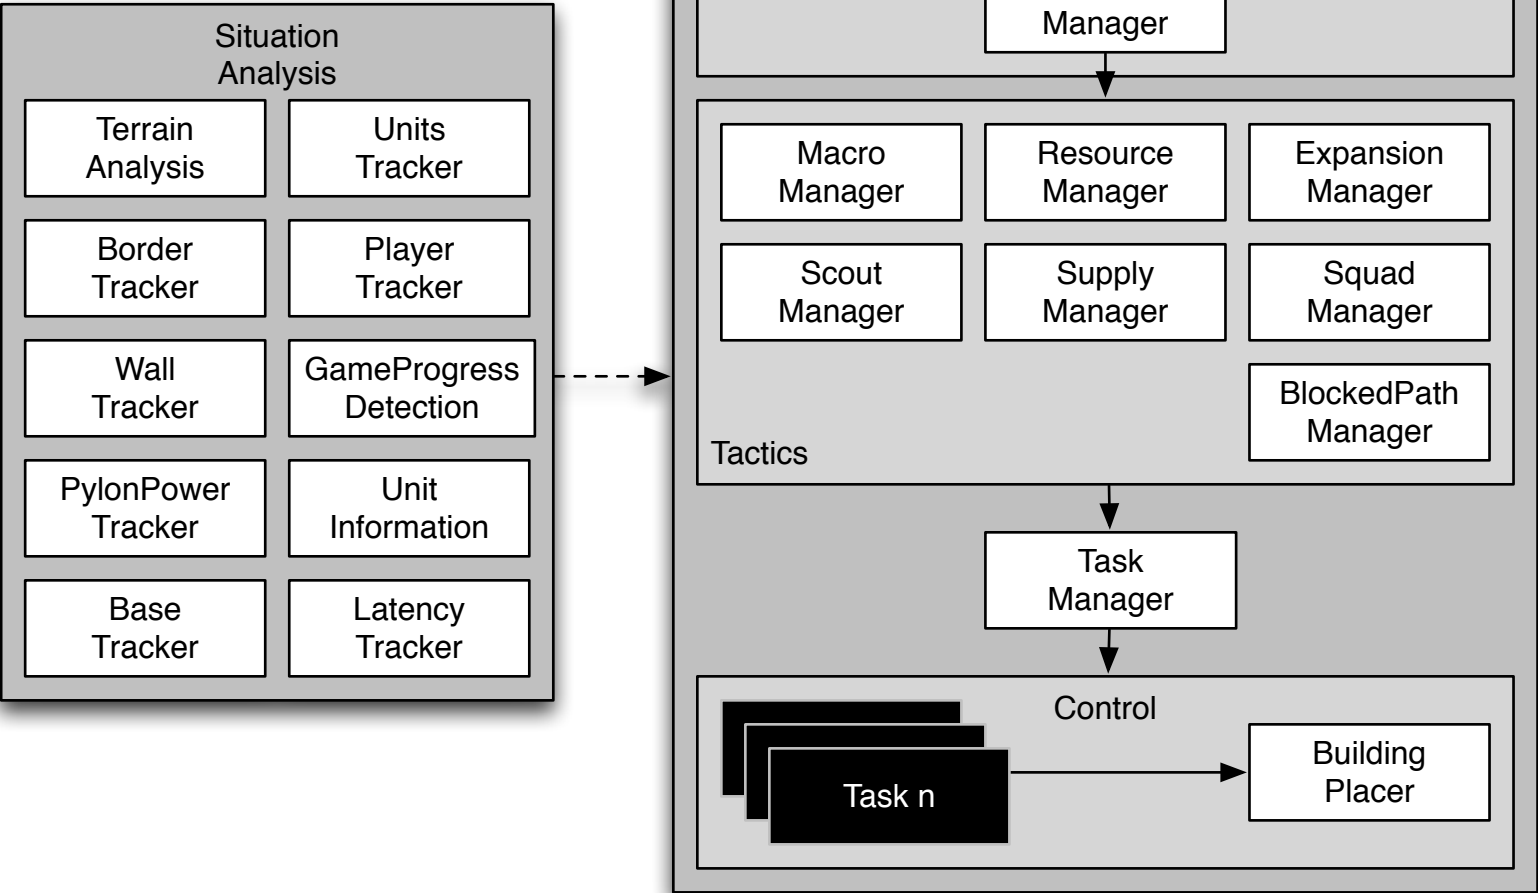 Situation
Analysis
Terrain
Analysis
Units
Tracker
Border
Tracker
Player
Tracker
Wall
Tracker
GameProgress
Detection
PylonPower
Tracker
Unit
Information
Base
Tracker
Latency
Tracker
Manager
Macro
Manager
Resource
Manager
Expansion
Manager
Scout
Manager
Supply
Manager
Squad
Manager
BlockedPath
Manager
Tactics
Task
Manager
Control
Task n
Building
Placer